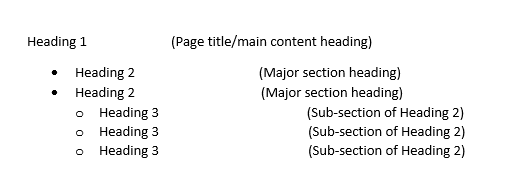 Heading 1 (Page title/main content heading)
• Heading 2 (Major section heading)
• Heading 2 (Major section heading)
o Heading 3 (Sub-section of Heading 2)
o Heading 3 (Sub-section of Heading 2)
o Heading 3 (Sub-section of Heading 2)